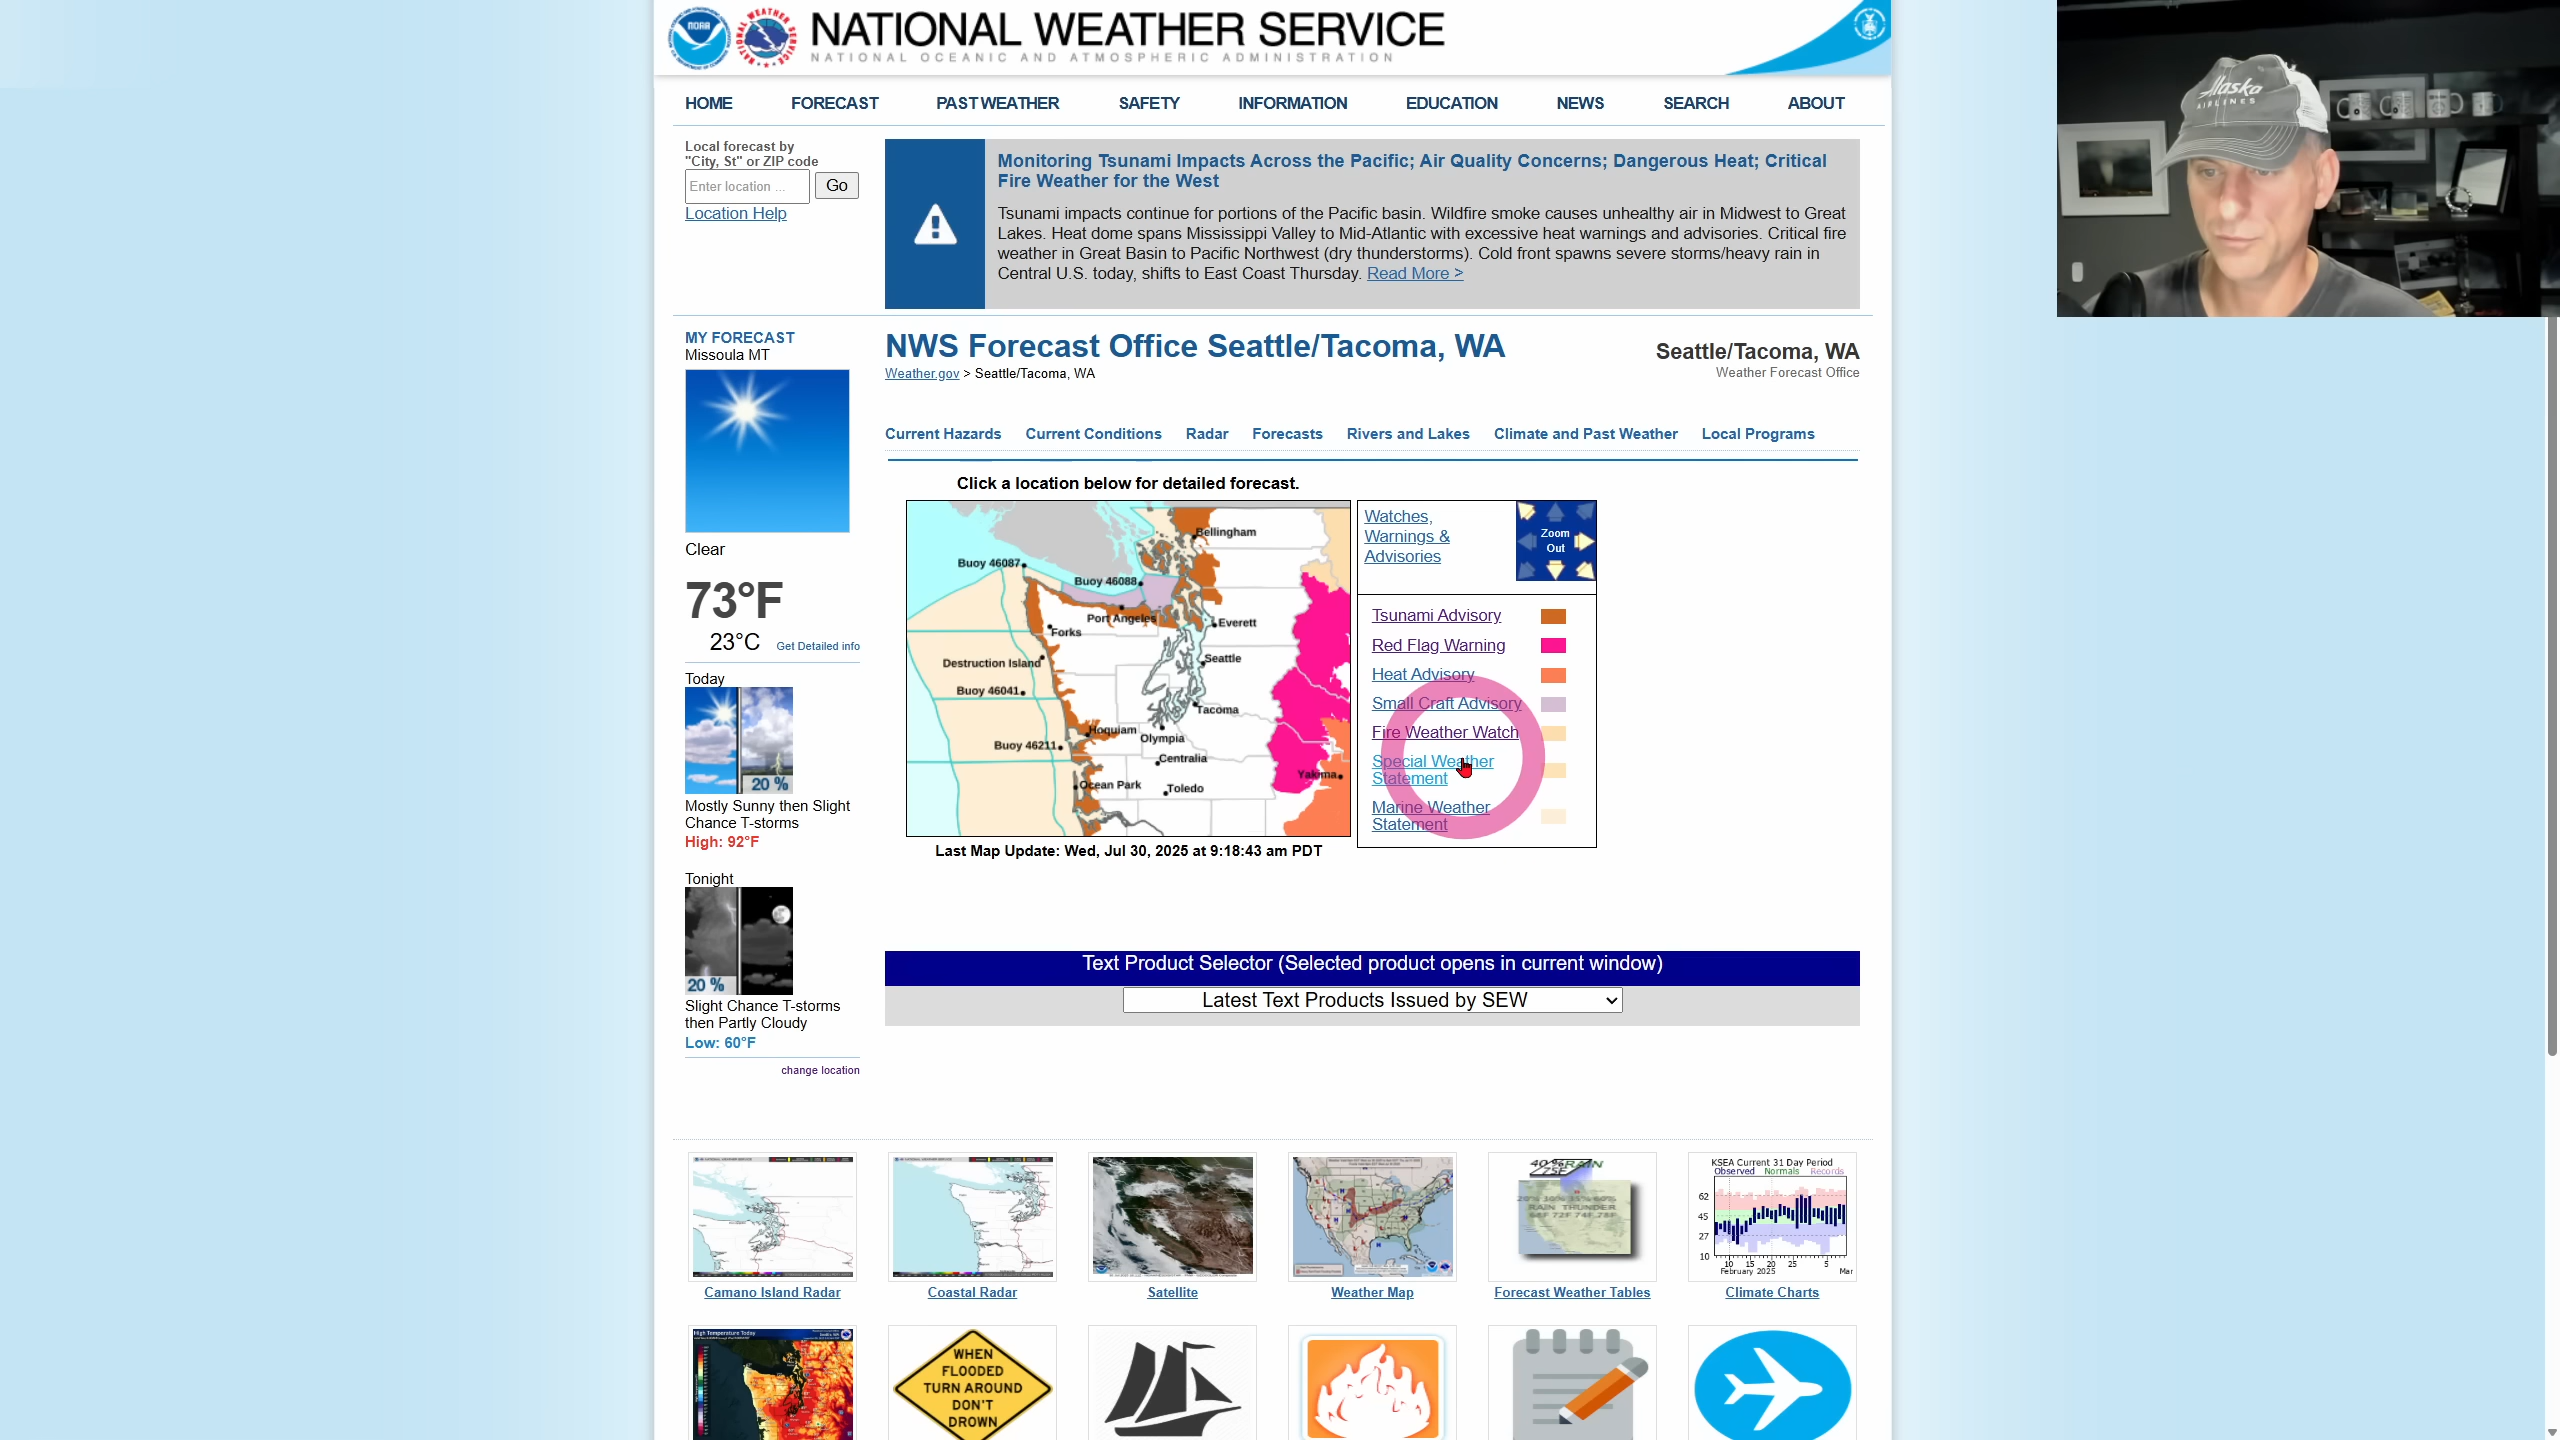 NATIONAL WEATHER SERVICE
NATIONAL OCEANIC AND ATMOSPHERIC ADMINISTRATION
HOME FORECAST PAST WEATHER SAFETY INFORMATION EDUCATION NEWS SEARCH ABOUT
Local forecast by
"City, St" or ZIP code
Enter location ...
Go
Location Help
Monitoring Tsunami Impacts Across the Pacific; Air Quality Concerns; Dangerous Heat; Critical
Fire Weather for the West
Tsunami impacts continue for portions of the Pacific basin. Wildfire smoke causes unhealthy air in Midwest to Great
Lakes. Heat dome spans Mississippi Valley to Mid-Atlantic with excessive heat warnings and advisories. Critical fire
weather in Great Basin to Pacific Northwest (dry thunderstorms). Cold front spawns severe storms/heavy rain in
Central U.S. today, shifts to East Coast Thursday. Read More >
Alaska
AIRLINES
MY FORECAST
Missoula MT
Clear
73°F
23°C
Get Detailed info
Today
20 %
Mostly Sunny then Slight
Chance T-storms
High: 92°F
Tonight
20 %
Slight Chance T-storms
then Partly Cloudy
Low: 60°F
change location
NWS Forecast Office Seattle/Tacoma, WA
Weather.gov > Seattle/Tacoma, WA
Seattle/Tacoma, WA
Weather Forecast Office
Current Hazards Current Conditions Radar Forecasts Rivers and Lakes Climate and Past Weather Local Programs
Click a location below for detailed forecast.
Bellingham
Buoy 46087
Buoy 46088
Port Angeles
Forks
Everett
Destruction Island
Seattle
Buoy 46041
Tacoma
Hoquiam
Olympia
Buoy 46211
Centralia
Yakima
Ocean Park
Toledo
Last Map Update: Wed, Jul 30, 2025 at 9:18:43 am PDT
Watches,
Warnings &
Advisories
Zoom
Out
Tsunami Advisory
Red Flag Warning
Heat Advisory
Small Craft Advisory
Fire Weather Watch
Special Weather
Statement
Marine Weather
Statement
Text Product Selector (Selected product opens in current window)
Latest Text Products Issued by SEW
40%RAIN
RAIN THUNDER
KSEA Current 31 Day Period
Observed Normals Records
62
45
27
10
10 15 20 25 5
February 2025 Mar
Camano Island Radar
Coastal Radar
Satellite
Weather Map
Forecast Weather Tables
Climate Charts
High Temperature Today
WHEN
FLOODED
TURN AROUND
DON'T
DROWN